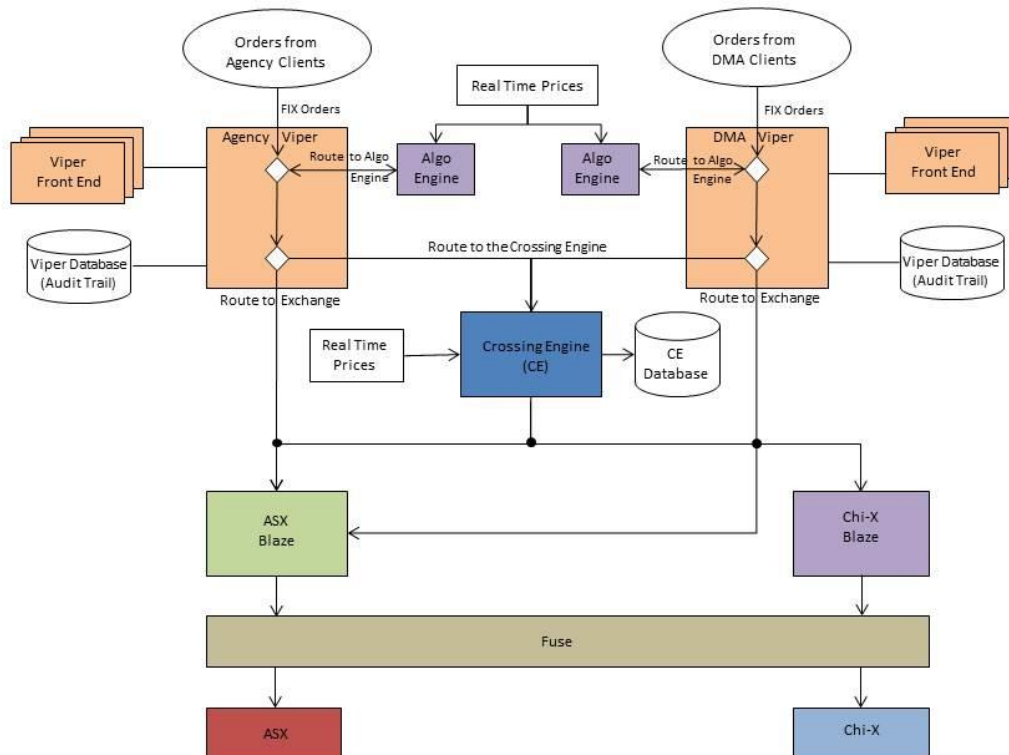 Orders from
Agency Clients
Orders from
DMA Clients
Real Time Prices
FIX Orders
FIX Orders
Agency Viper
DMA Viper
Viper
Front End
Route to Algo
Engine
Algo
Engine
Algo
Engine
Route to Algo
Engine
Viper
Front End
Viper Database
(Audit Trail)
Route to the Crossing Engine
Viper Database
(Audit Trail)
Route to Exchange
Route to Exchange
Real Time
Prices
Crossing Engine
(CE)
CE
Database
ASX
Blaze
Chi-X
Blaze
Fuse
ASX
Chi-X